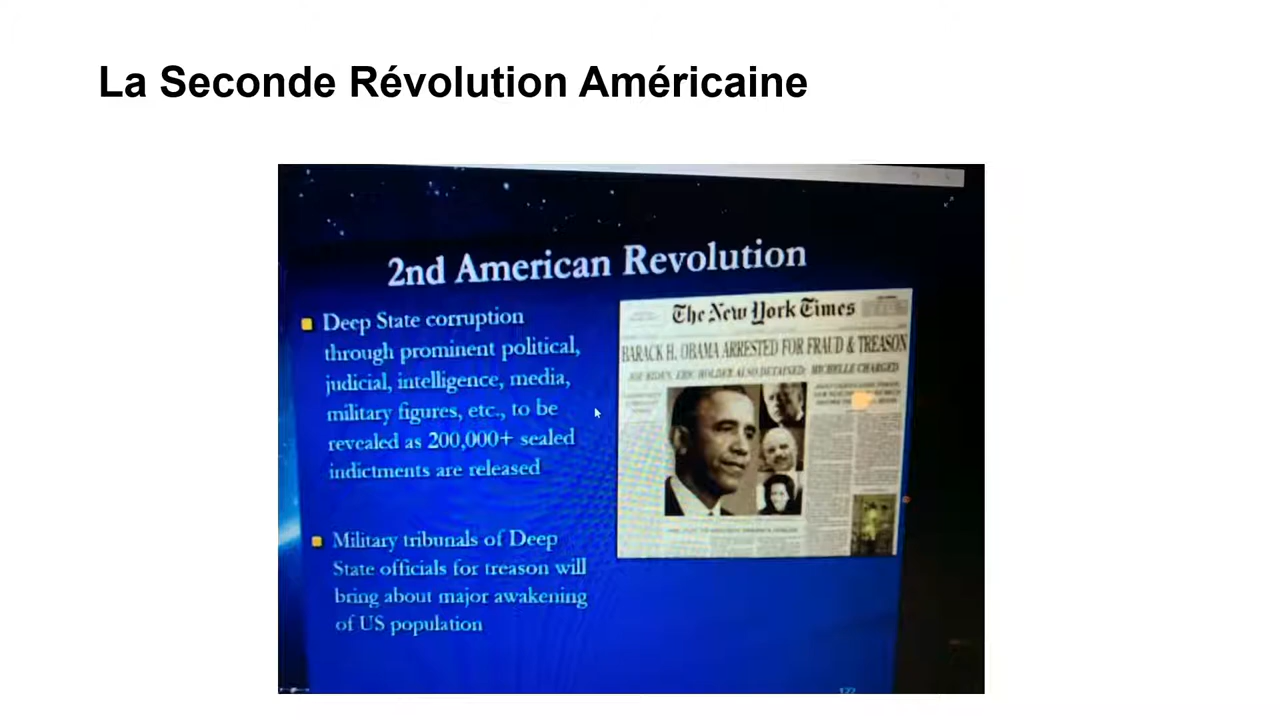 La Seconde Révolution Américaine
2nd American Revolution
Deep State corruption
through prominent political,
judicial, intelligence, media,
military figures, etc., to be
revealed as 200,000+ sealed
indictments are released
Military tribunals of Deep
State officials for treason will
bring about major awakening
of US population
The New York Times
BARACK H. OBAMA ARRESTED FOR FRAUD & TREASON
JOE BIDEN, ERIC HOLDER ALSO DETAINED; MICHELLE CHARGED